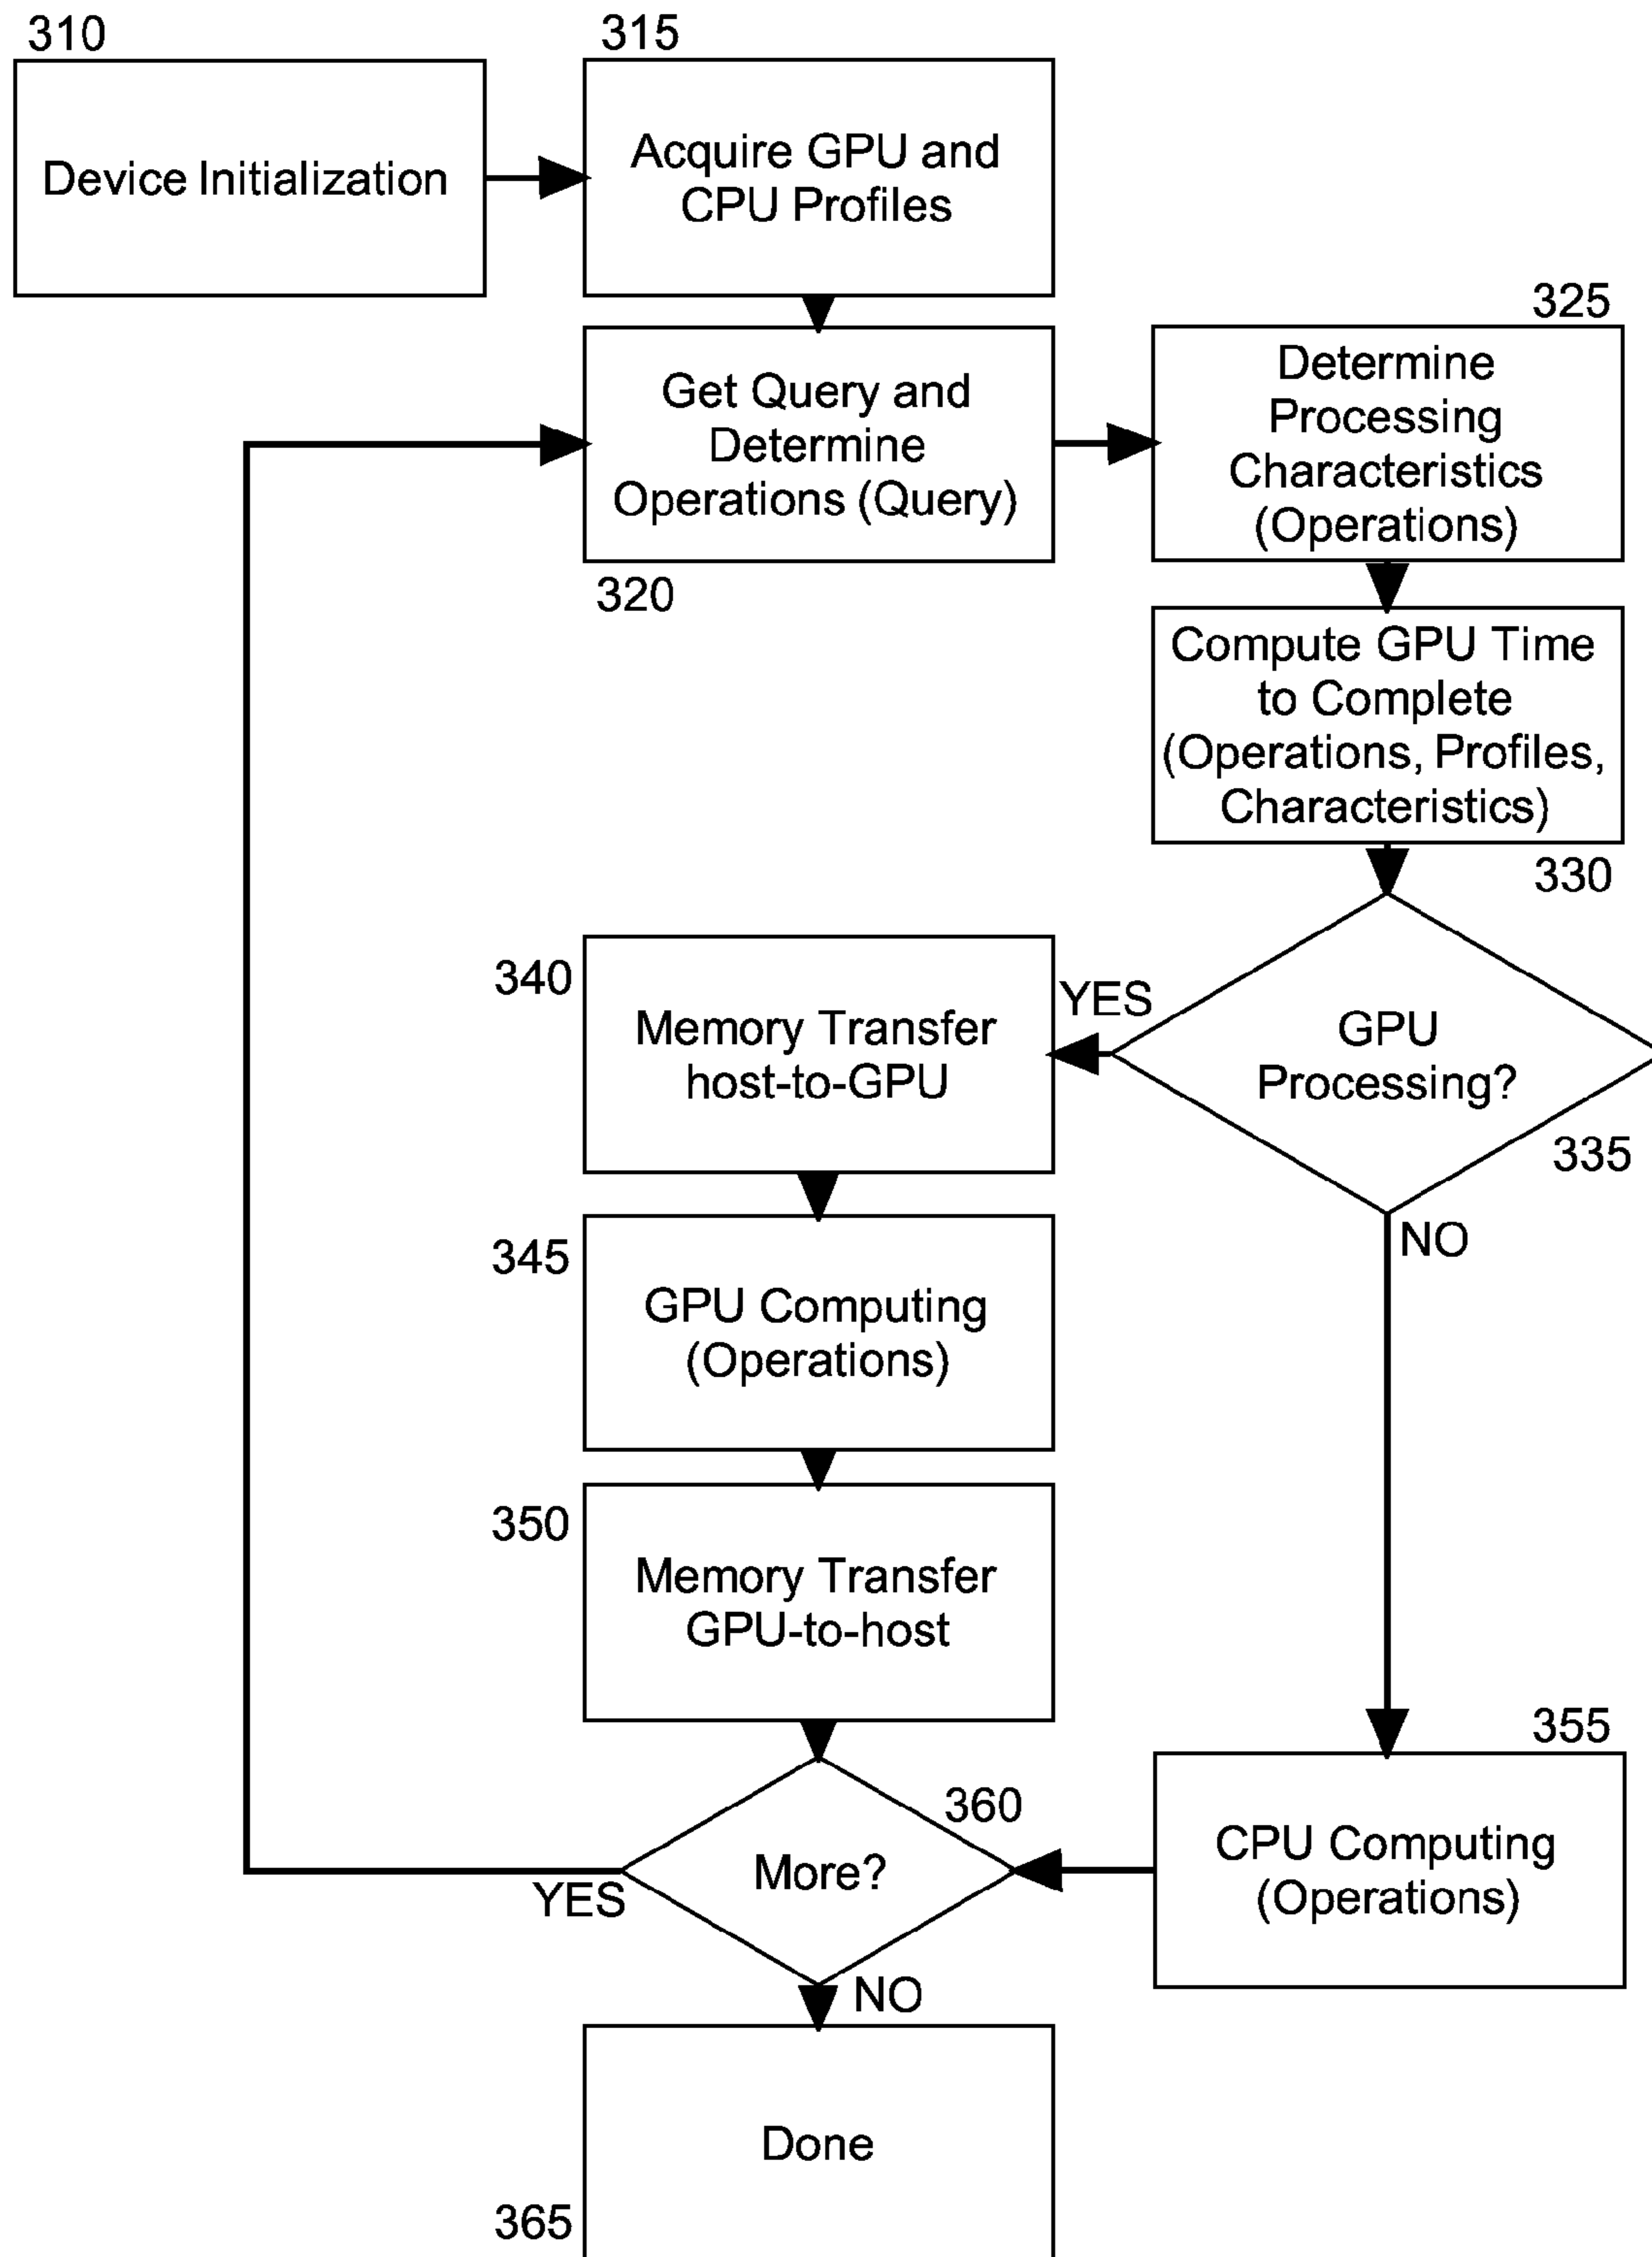 310
Device Initialization
315
Acquire GPU and
CPU Profiles
Get Query and
Determine
Operations (Query)
320
325
Determine
Processing
Characteristics
(Operations)
Compute GPU Time
to Complete
(Operations, Profiles,
Characteristics)
330
GPU
Processing?
335
YES
NO
340
Memory Transfer
host-to-GPU
345
GPU Computing
(Operations)
350
Memory Transfer
GPU-to-host
355
CPU Computing
(Operations)
360
More?
YES
NO
Done
365